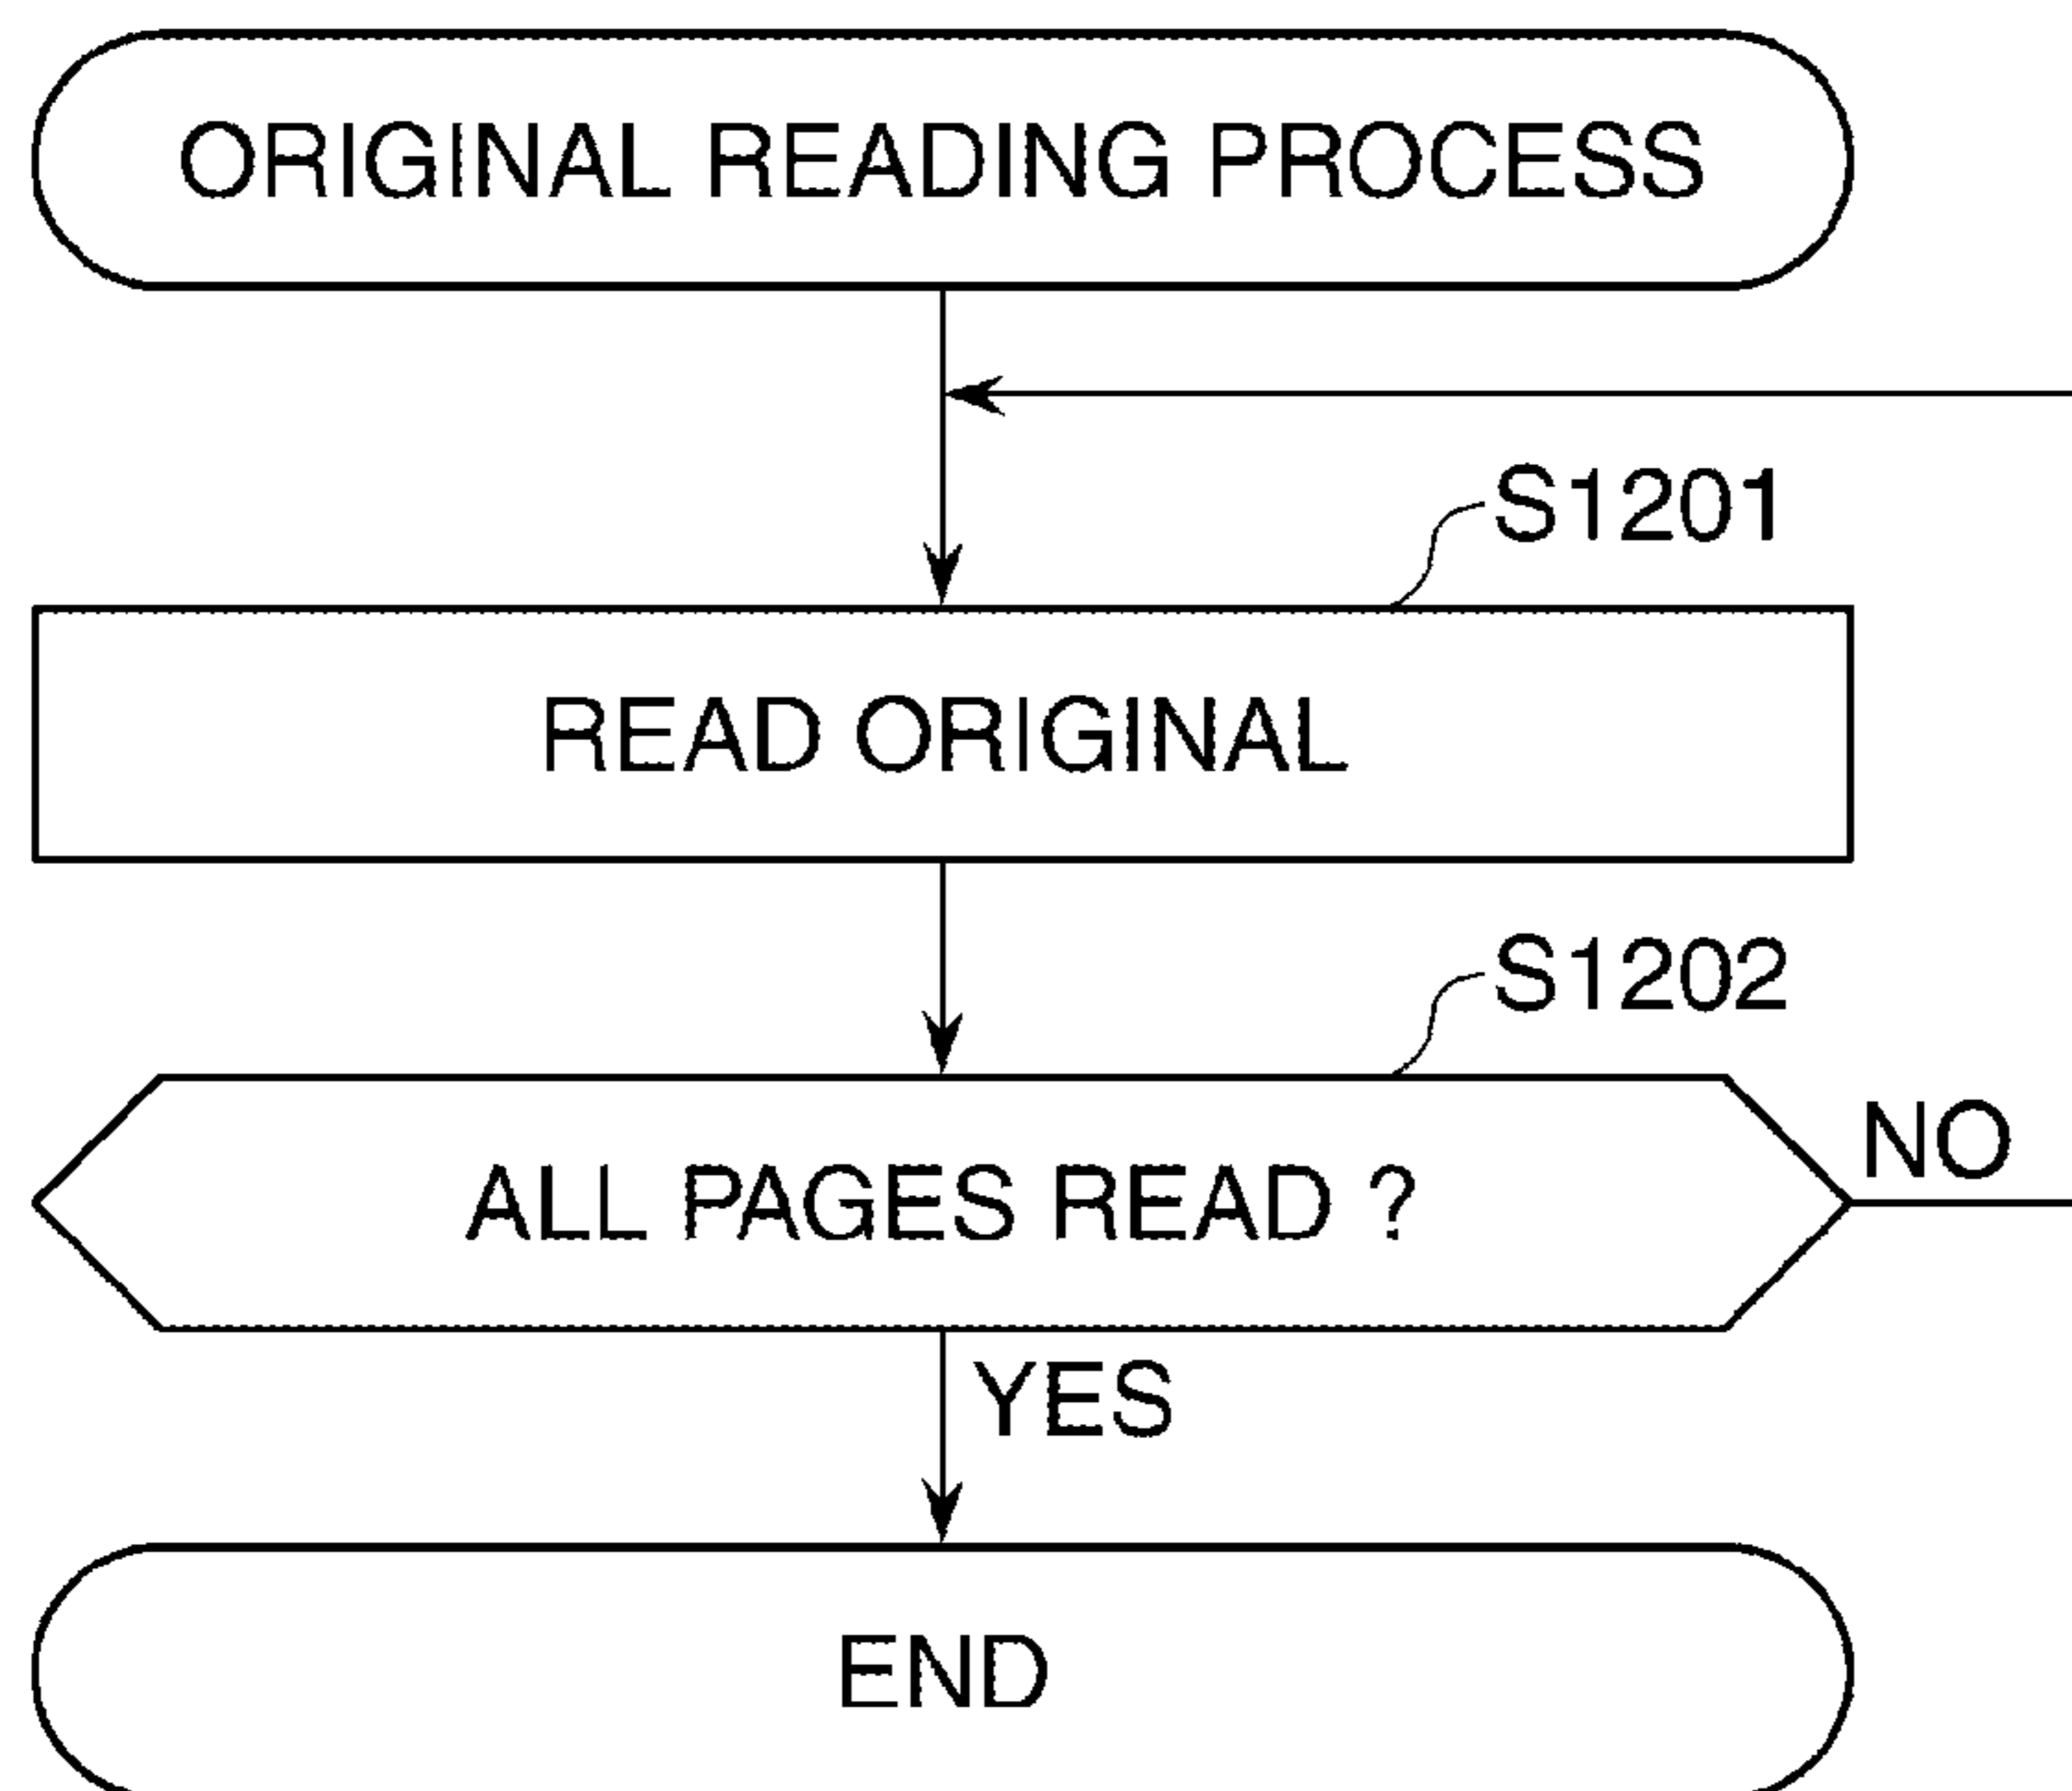 ORIGINAL READING PROCESS
S1201
READ ORIGINAL
S1202
ALL PAGES READ ?
NO
YES
END